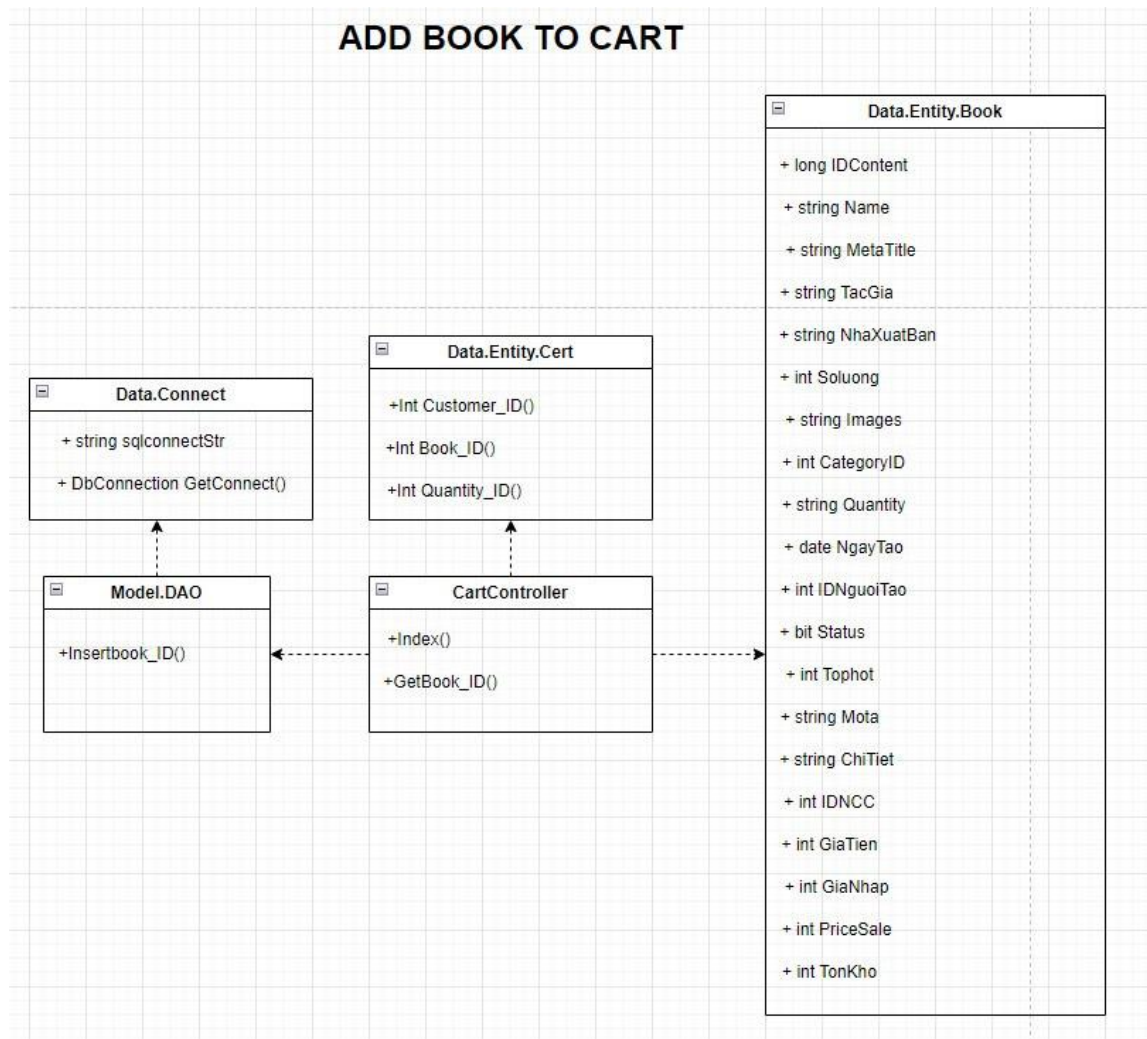 ADD BOOK TO CART
Data.Entity.Book
+ long IDContent
+ string Name
+ string MetaTitle
+ string TacGia
+ string NhaXuatBan
+ int Soluong
+ string Images
+ int CategoryID
+ string Quantity
+ date NgayTao
+ int IDNguoiTao
+ bit Status
+ int Tophot
+ string Mota
+ string ChiTiet
+ int IDNCC
+ int GiaTien
+ int GiaNhap
+ int PriceSale
+ int TonKho
Data.Entity.Cert
+Int Customer_ID()
+Int Book_ID()
+Int Quantity_ID()
Data.Connect
+ string sqlconnectStr
+ DbConnection GetConnect()
Model.DAO
+Insertbook_ID()
CartController
+Index()
+GetBook_ID()